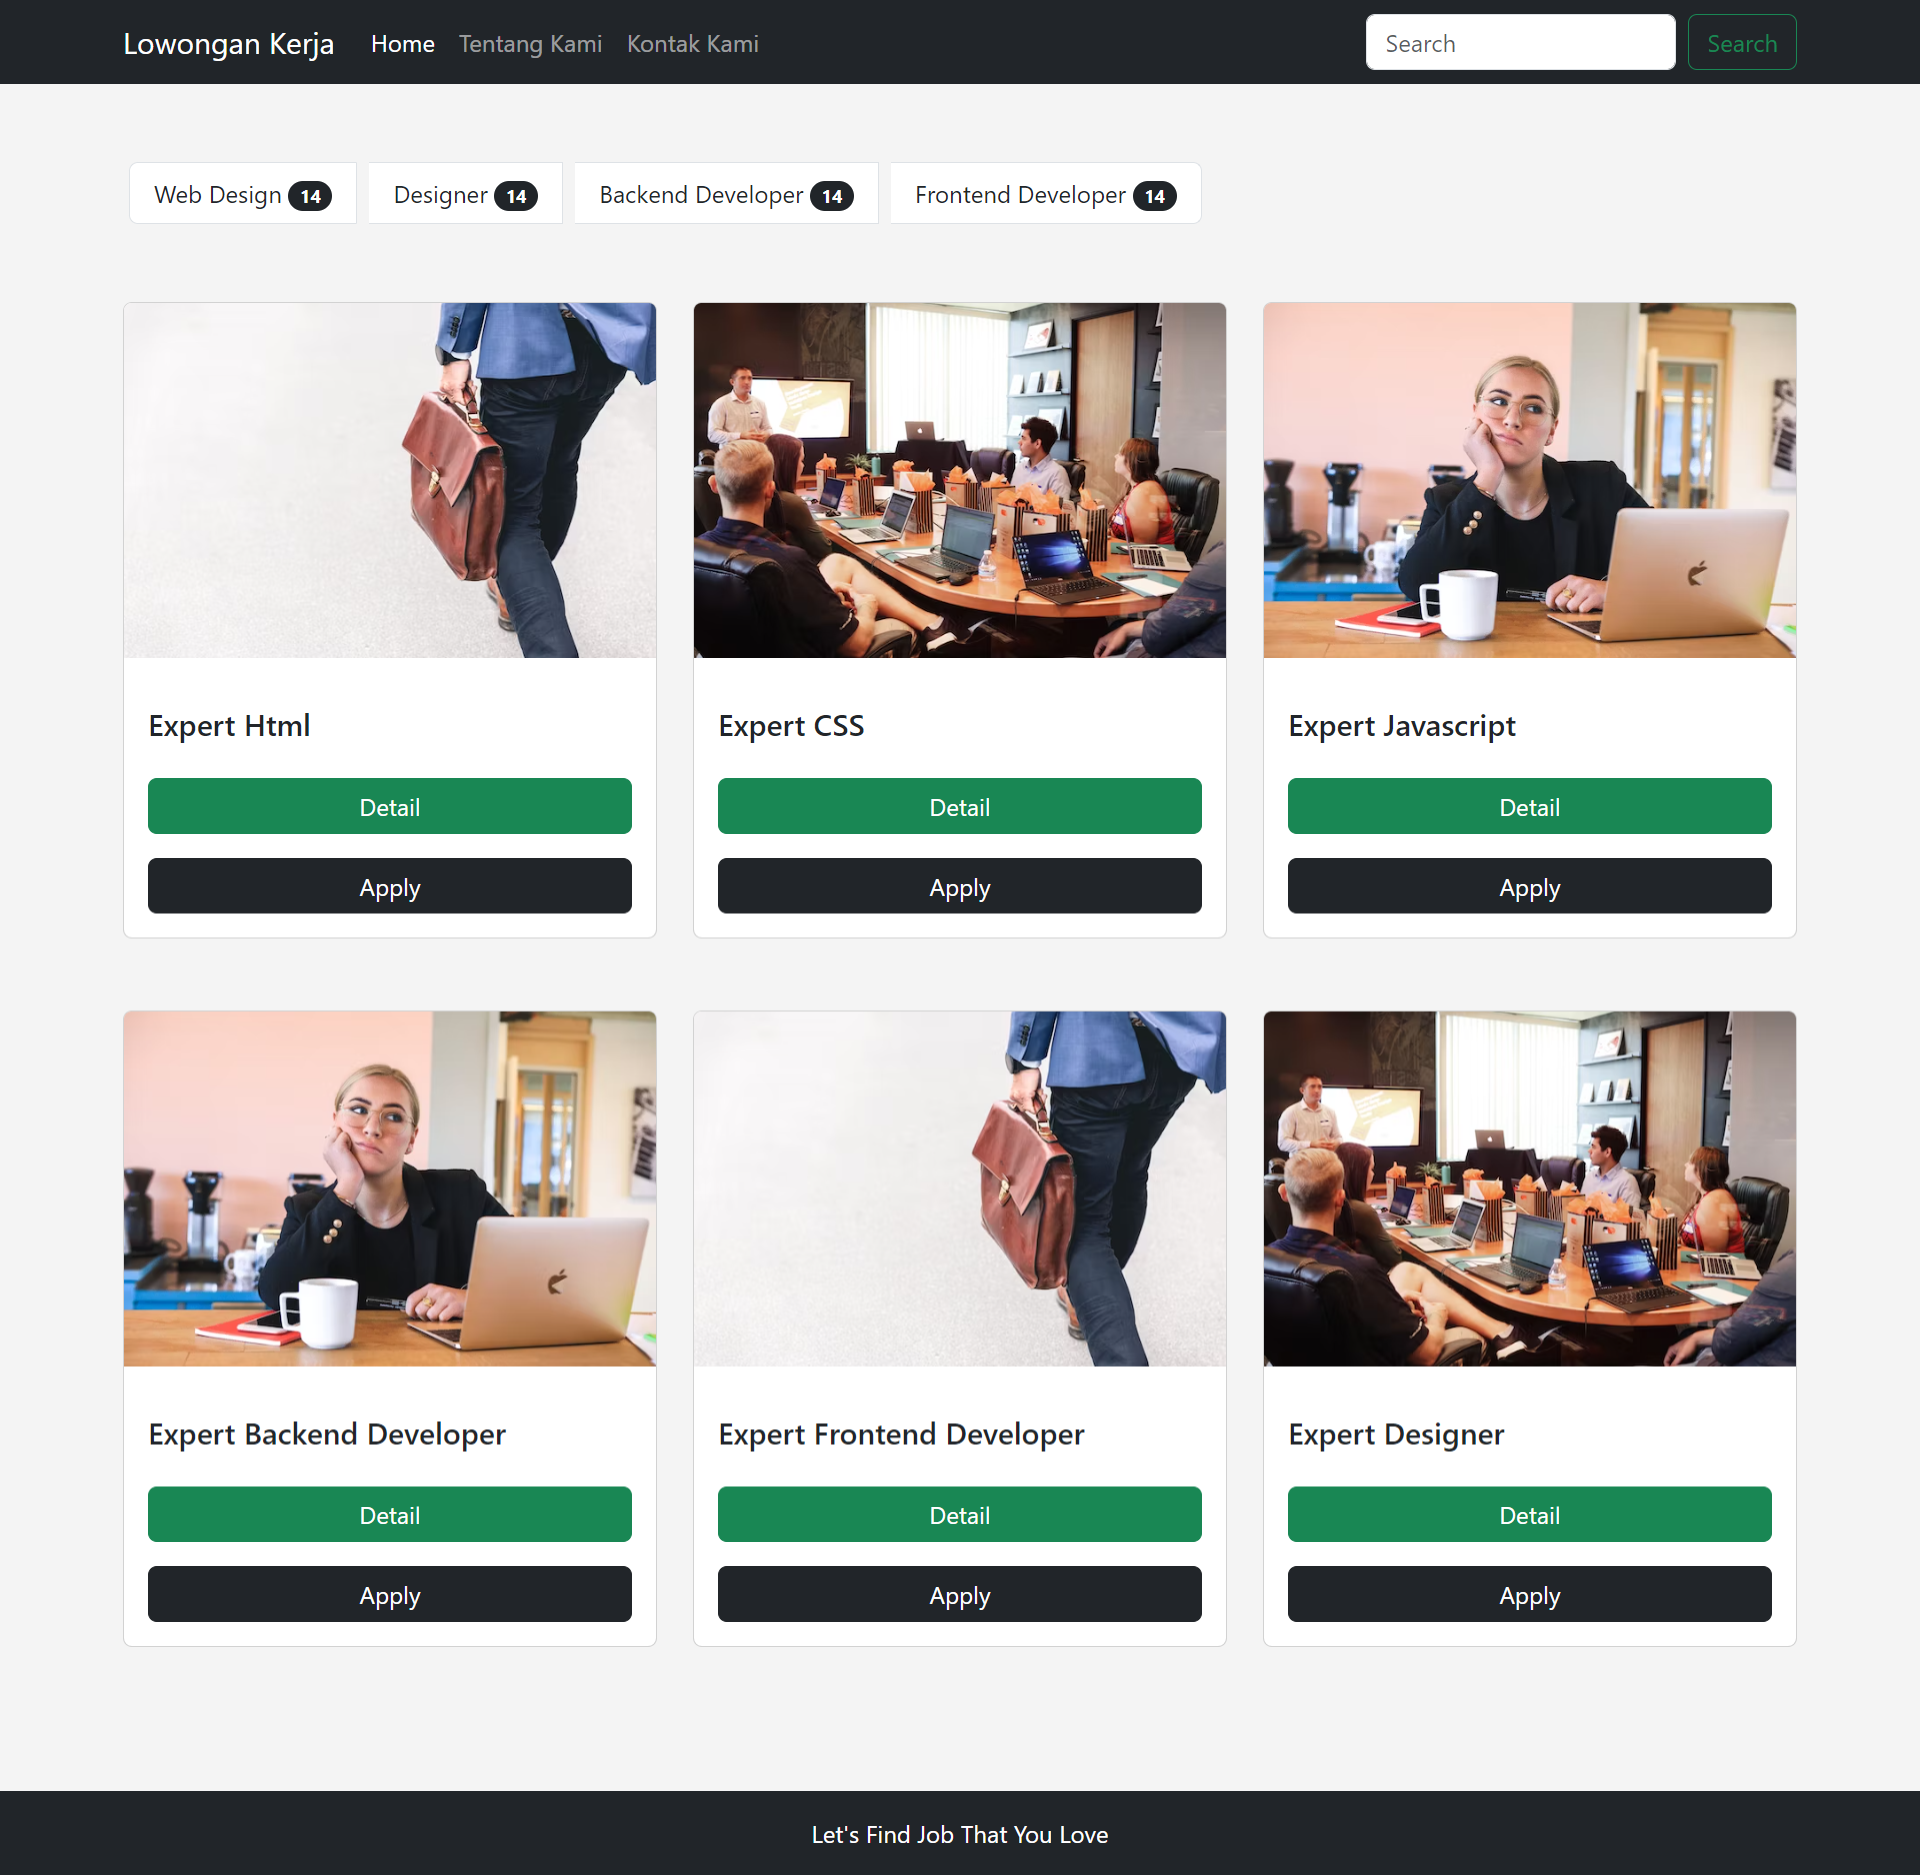 Lowongan Kerja Home Tentang Kami Kontak Kami Search Search
Web Design 14 Designer 14 Backend Developer 14 Frontend Developer 14
Expert Html
Detail
Apply
Expert CSS
Detail
Apply
Expert Javascript
Detail
Apply
Expert Backend Developer
Detail
Apply
Expert Frontend Developer
Detail
Apply
Expert Designer
Detail
Apply
Let's Find Job That You Love